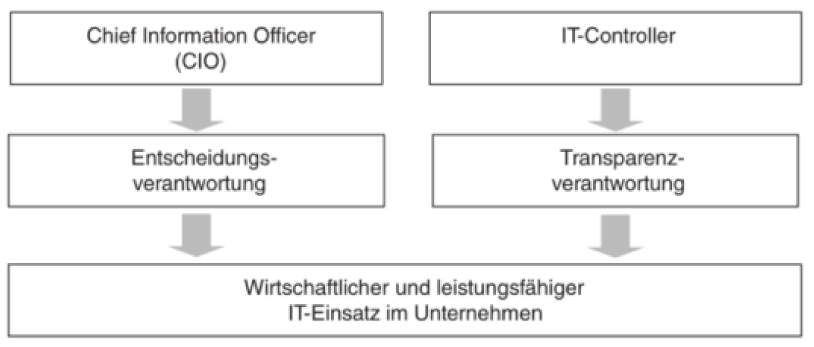 Chief Information Officer
(CIO)
IT-Controller
Entscheidungs-
verantwortung
Transparenz-
verantwortung
Wirtschaftlicher und leistungsfähiger
IT-Einsatz im Unternehmen